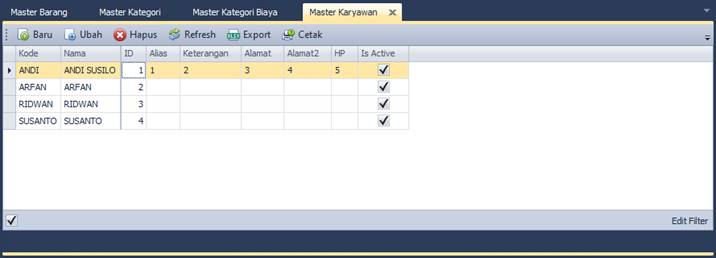 Master Barang Master Kategori Master Kategori Biaya Master Karyawan
Baru Ubah Hapus Refresh Export Cetak
Kode Nama ID Alias Keterangan Alamat Alamat2 HP Is Active
ANDI ANDI SUSILO 1 1 2 3 4 5
ARFAN ARFAN 2
RIDWAN RIDWAN 3
SUSANTO SUSANTO 4
Edit Filter